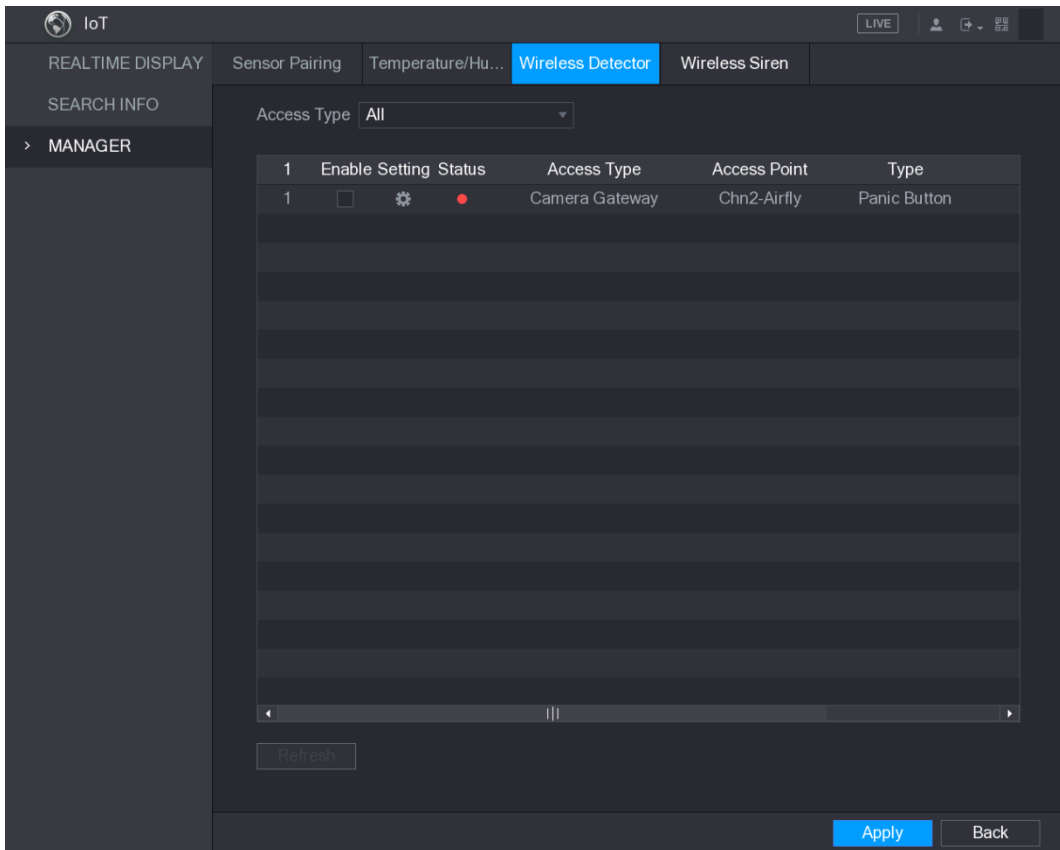 IoT
LIVE
REALTIME DISPLAY
SEARCH INFO
MANAGER
Sensor Pairing Temperature/Hu... Wireless Detector Wireless Siren
Access Type All
1 Enable Setting Status Access Type Access Point Type
1 Camera Gateway Chn2-Airfly Panic Button
Refresh
Apply Back